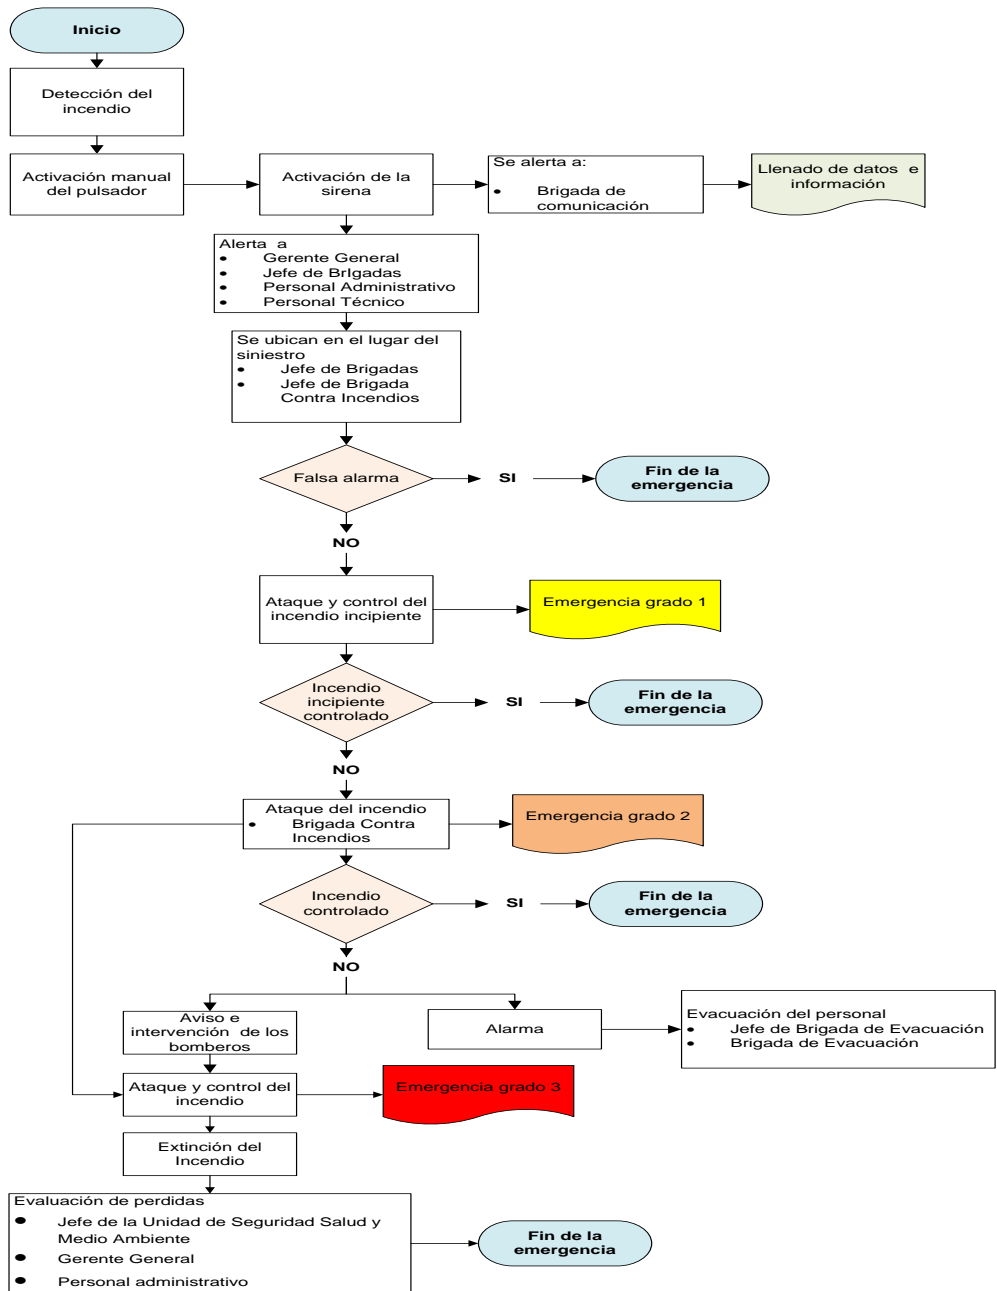 Inicio
Detección del
incendio
Activación manual
del pulsador
Activación de la
sirena
Se alerta a:
• Brigada de
comunicación
Llenado de datos e
información
Alerta a
• Gerente General
• Jefe de BrIgadas
• Personal Administrativo
• Personal Técnico
Se ubican en el lugar del
siniestro
• Jefe de Brigadas
• Jefe de Brigada
Contra Incendios
Falsa alarma
SI
Fin de la
emergencia
NO
Ataque y control del
incendio incipiente
Emergencia grado 1
Incendio
incipiente
controlado
SI
Fin de la
emergencia
NO
Ataque del incendio
• Brigada Contra
Incendios
Emergencia grado 2
Incendio
controlado
SI
Fin de la
emergencia
NO
Aviso e
intervención de los
bomberos
Alarma
Evacuación del personal
• Jefe de Brigada de Evacuación
• Brigada de Evacuación
Ataque y control del
incendio
Emergencia grado 3
Extinción del
Incendio
Evaluación de perdidas
• Jefe de la Unidad de Seguridad Salud y
Medio Ambiente
• Gerente General
• Personal administrativo
Fin de la
emergencia